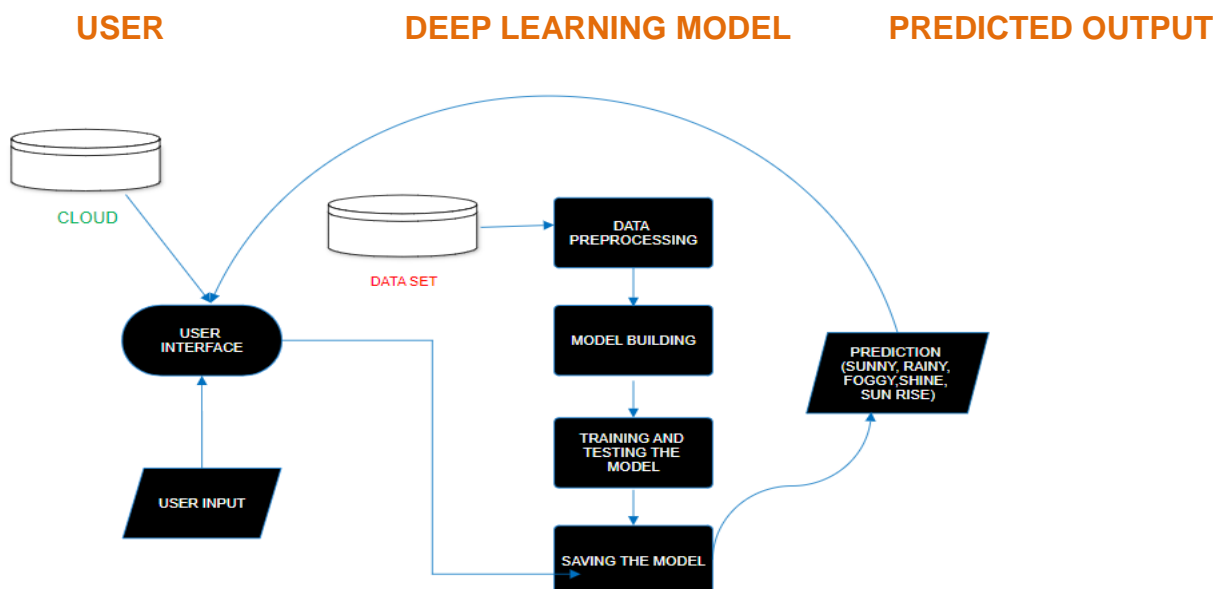 USER
DEEP LEARNING MODEL
PREDICTED OUTPUT
CLOUD
DATA SET
DATA
PREPROCESSING
USER
INTERFACE
MODEL BUILDING
PREDICTION
(SUNNY, RAINY,
FOGGY,SHINE,
SUN RISE)
TRAINING AND
TESTING THE
MODEL
USER INPUT
SAVING THE MODEL